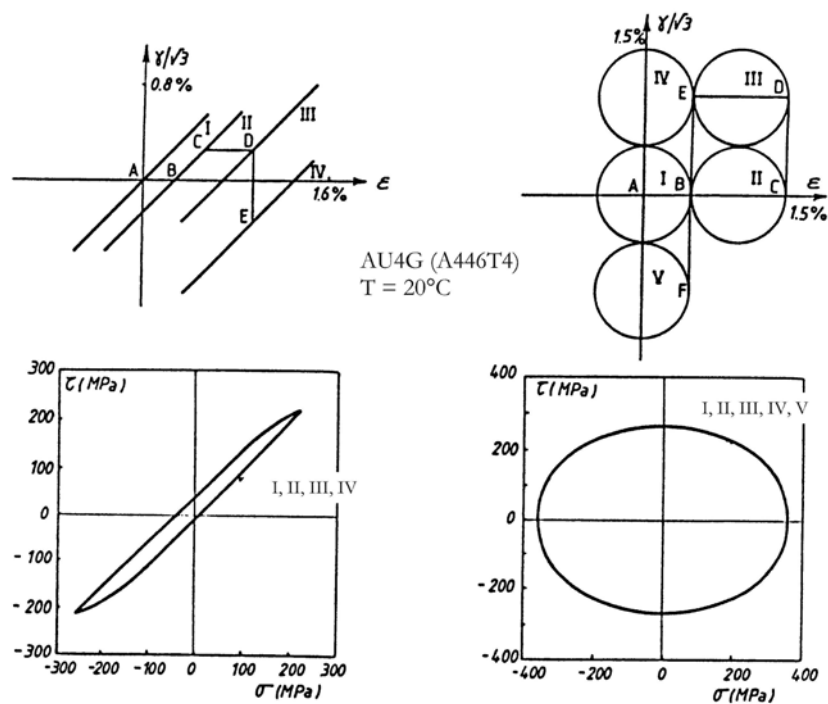 γ/√3
0.8%
I
II
III
C
D
A
B
IV
1.6%
ε
E
γ/√3
1.5%
IV
III
E
D
I
II
A
B
C
ε
1.5%
V
F
AU4G (A446T4)
T = 20°C
300
τ(MPa)
200
100
0
-100
-200
-300
I, II, III, IV
-300 -100 0 100 300
σ(MPa)
400
τ(MPa)
200
0
-200
-400
I, II, III, IV, V
-400 -200 0 200 400
σ(MPa)